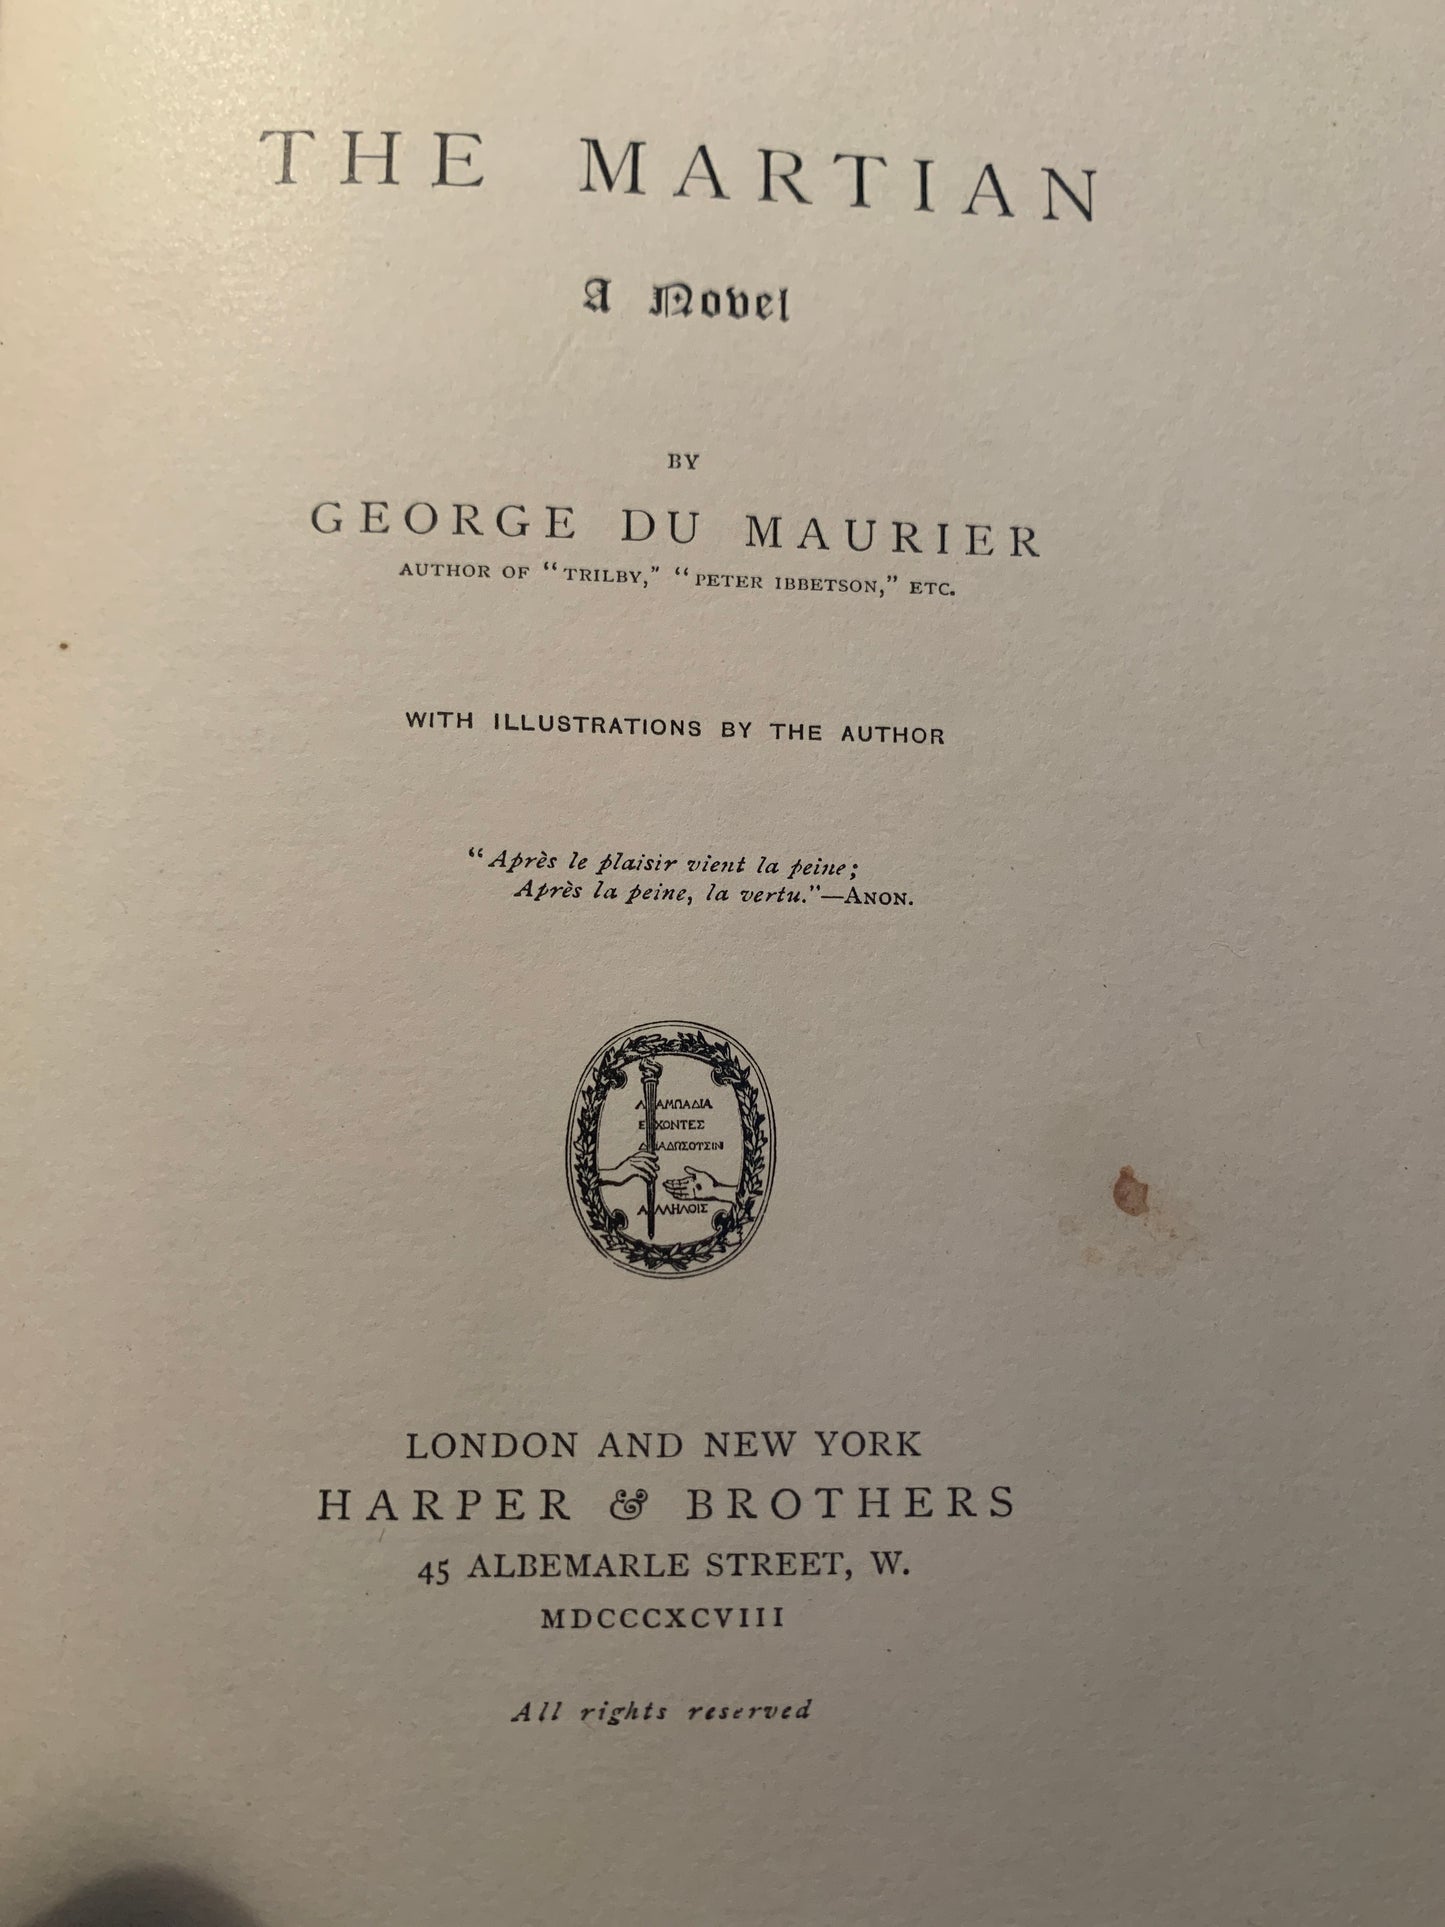 THE MARTIAN
A Novel
BY
GEORGE DU MAURIER
AUTHOR OF “TRILBY,” “PETER IBBETSON,” ETC.
WITH ILLUSTRATIONS BY THE AUTHOR
“Après le plaisir vient la peine;
Après la peine, la vertu.”—ANON.
ΛΑΜΠΑΔΙΑ
ΕΧΟΝΤΕΣ
ΔΙΑΔΩΣΟΥΣΙΝ
ΑΛΛΗΛΟΙΣ
LONDON AND NEW YORK
HARPER & BROTHERS
45 ALBEMARLE STREET, W.
MDCCCXCVIII
All rights reserved